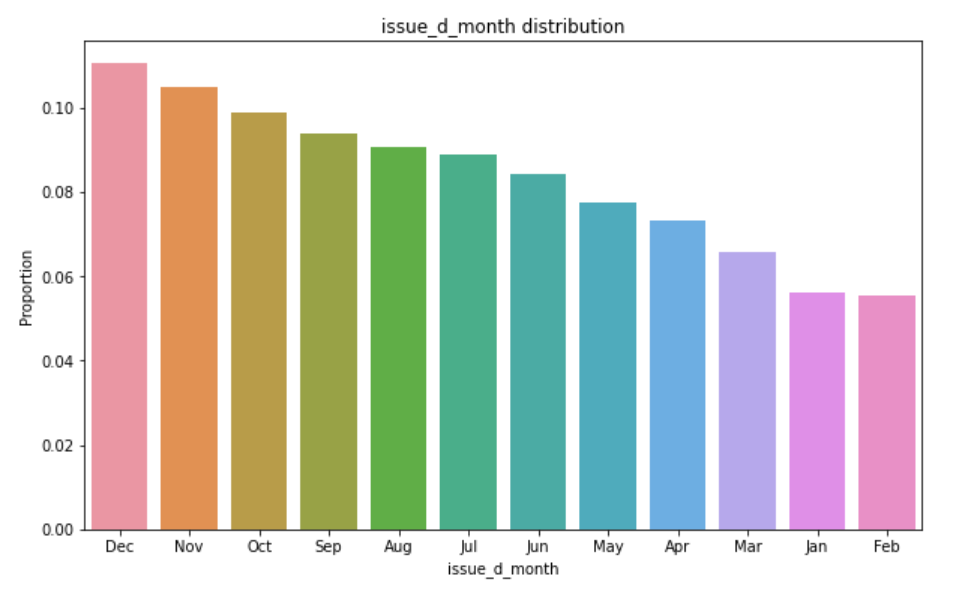 issue_d_month distribution
Proportion
0.10
0.08
0.06
0.04
0.02
0.00
Dec Nov Oct Sep Aug Jul Jun May Apr Mar Jan Feb
issue_d_month